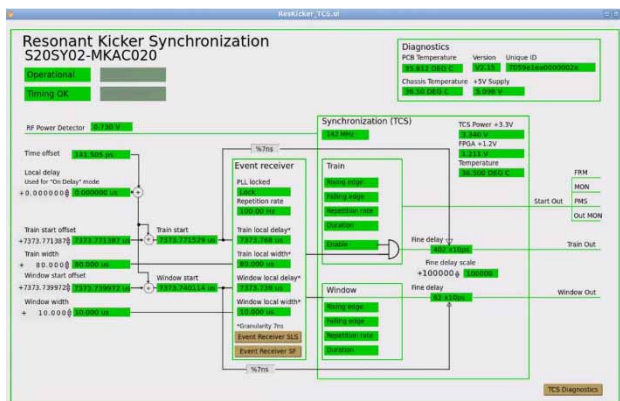 ResKicker_TCS.ui
Resonant Kicker Synchronization
S20SY02-MKAC020
Operational
Timing OK
Diagnostics
PCB Temperature Version Unique ID
35.812 DEG C V2.15 7059e1ea0000002e
Chassis Temperature +5V Supply
36.50 DEG C 5.098 V
RF Power Detector 0.730 V
Synchronization (TCS)
142 MHz
TCS Power +3.3V
3.340 V
FPGA +1.2V
1.211 V
Temperature
36.500 DEG C
%7ns
Time offset 141.505 ps
Local delay
Used for "On Delay" mode
+0.000000 0.000000 us
Event receiver
PLL locked
Lock
Repetition rate
100.00 Hz
Train
Rising edge
Falling edge
Repetition rate
Duration
Enable
FRM
MON
Start Out PMS
Out MON
Train start offset
+7373.771387 7373.771387 us
Train start
7373.771529 us
Train local delay*
7373.768 us
Train width
+ 80.000 80.000 us
Train local width*
80.000 us
Fine delay
402 x10ps
Train Out
Fine delay scale
+100000 100000
Window start offset
+7373.739972 7373.739972 us
Window start
7373.740114 us
Window local delay*
7373.738 us
Window width
+ 10.000 10.000 us
Window local width*
10.000 us
*Granularity 7ns
Event Receiver SLS
Event Receiver SF
Window
Rising edge
Falling edge
Repetition rate
Duration
Fine delay
82 x10ps
Window Out
%7ns
TCS Diagnostics